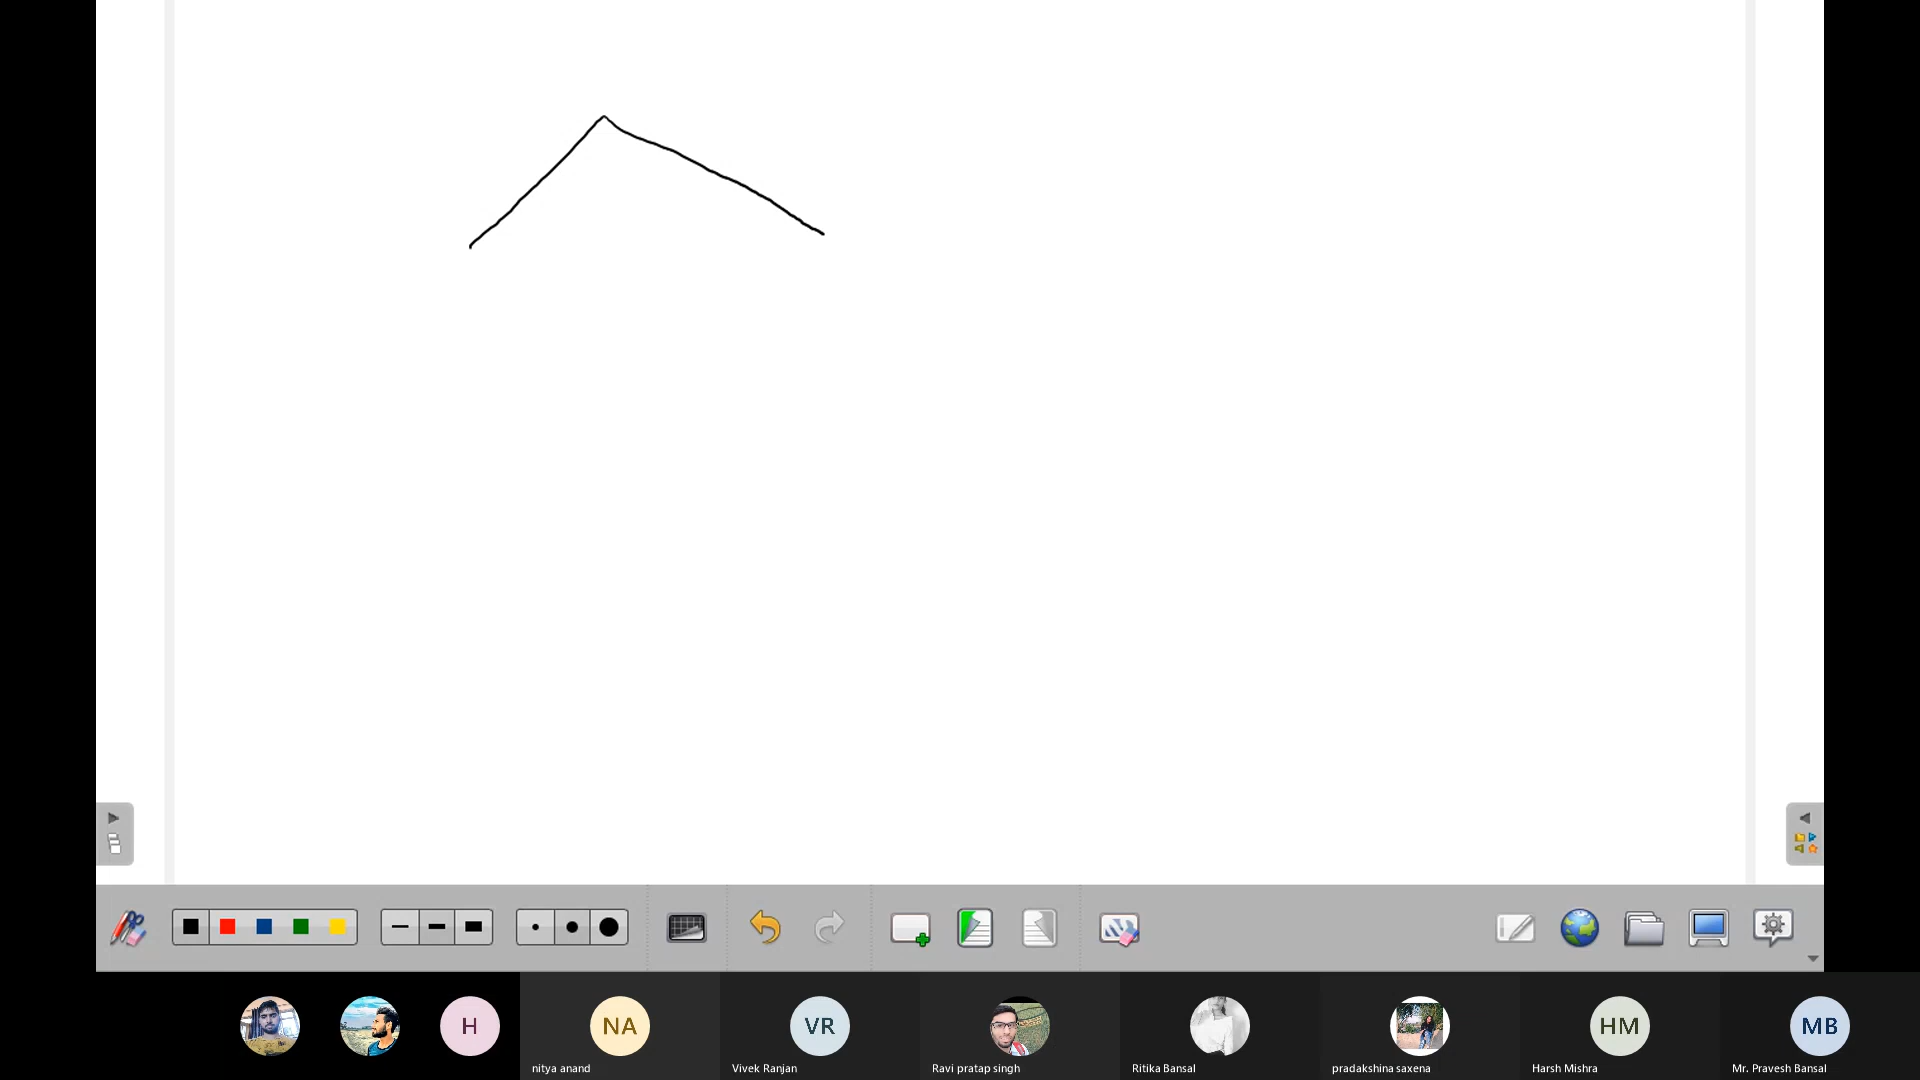 H
NA
VR
HM
MB
nitya anand
Vivek Ranjan
Ravi pratap singh
Ritika Bansal
pradakshina saxena
Harsh Mishra
Mr. Pravesh Bansal